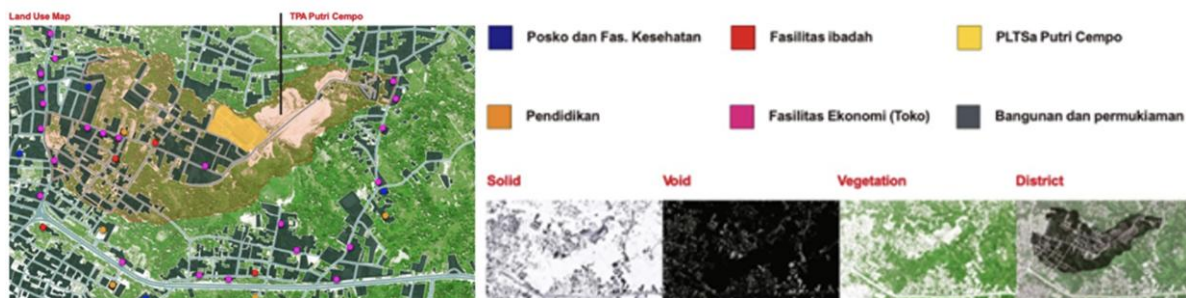 Land Use Map
TPA Putri Cempo
Posko dan Fas. Kesehatan
Fasilitas ibadah
PLTSa Putri Cempo
Pendidikan
Fasilitas Ekonomi (Toko)
Bangunan dan permukiaman
Solid
Void
Vegetation
District